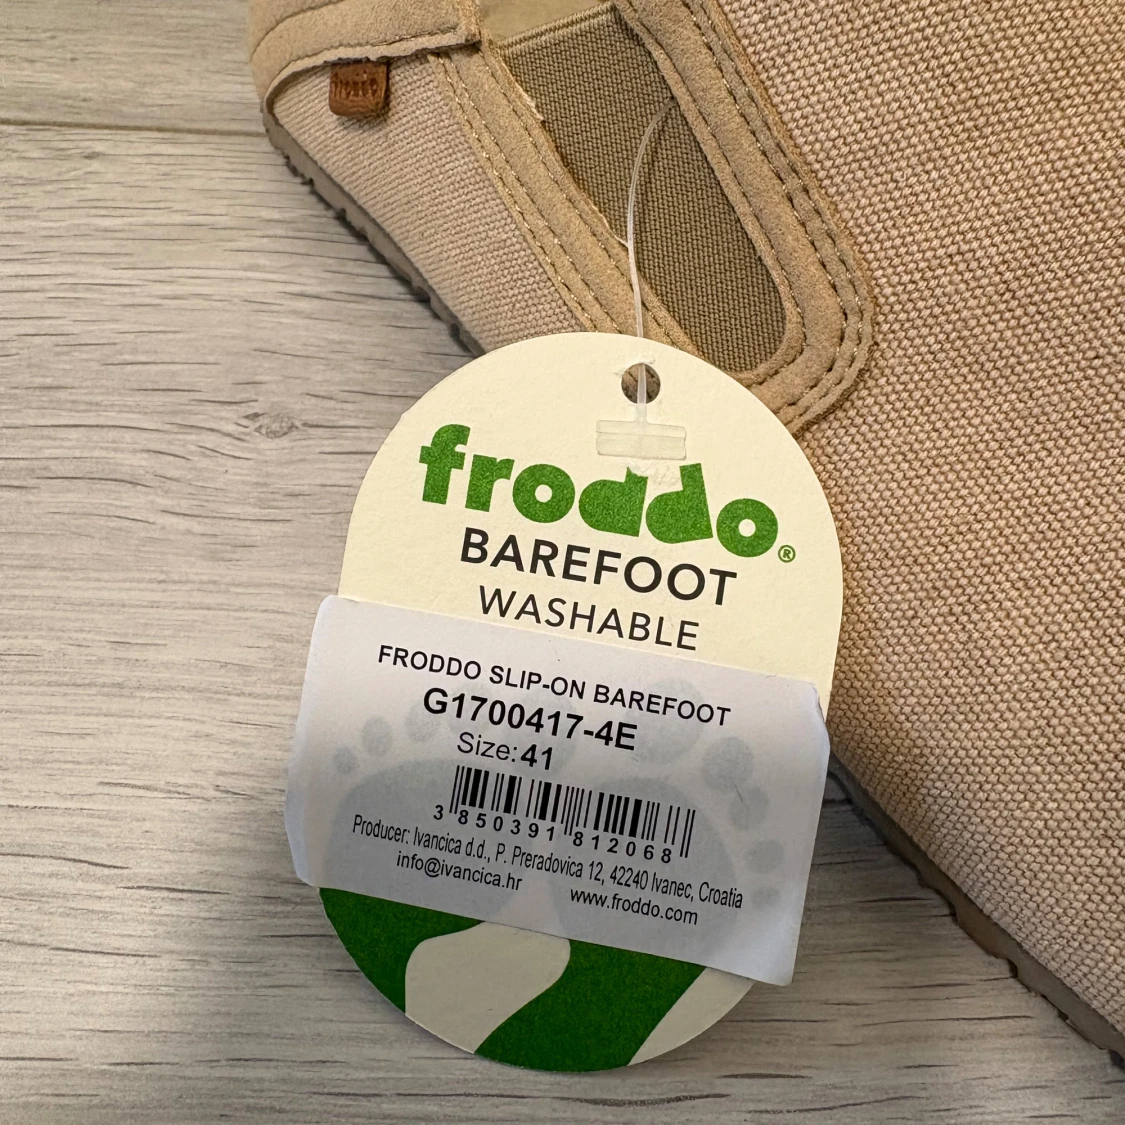 froddo
froddo®
BAREFOOT
WASHABLE
FRODDO SLIP-ON BAREFOOT
G1700417-4E
Size: 41
3 850391 812068
Producer: Ivancica d.d., P. Preradovica 12, 42240 Ivanec, Croatia
info@ivancica.hr www.froddo.com